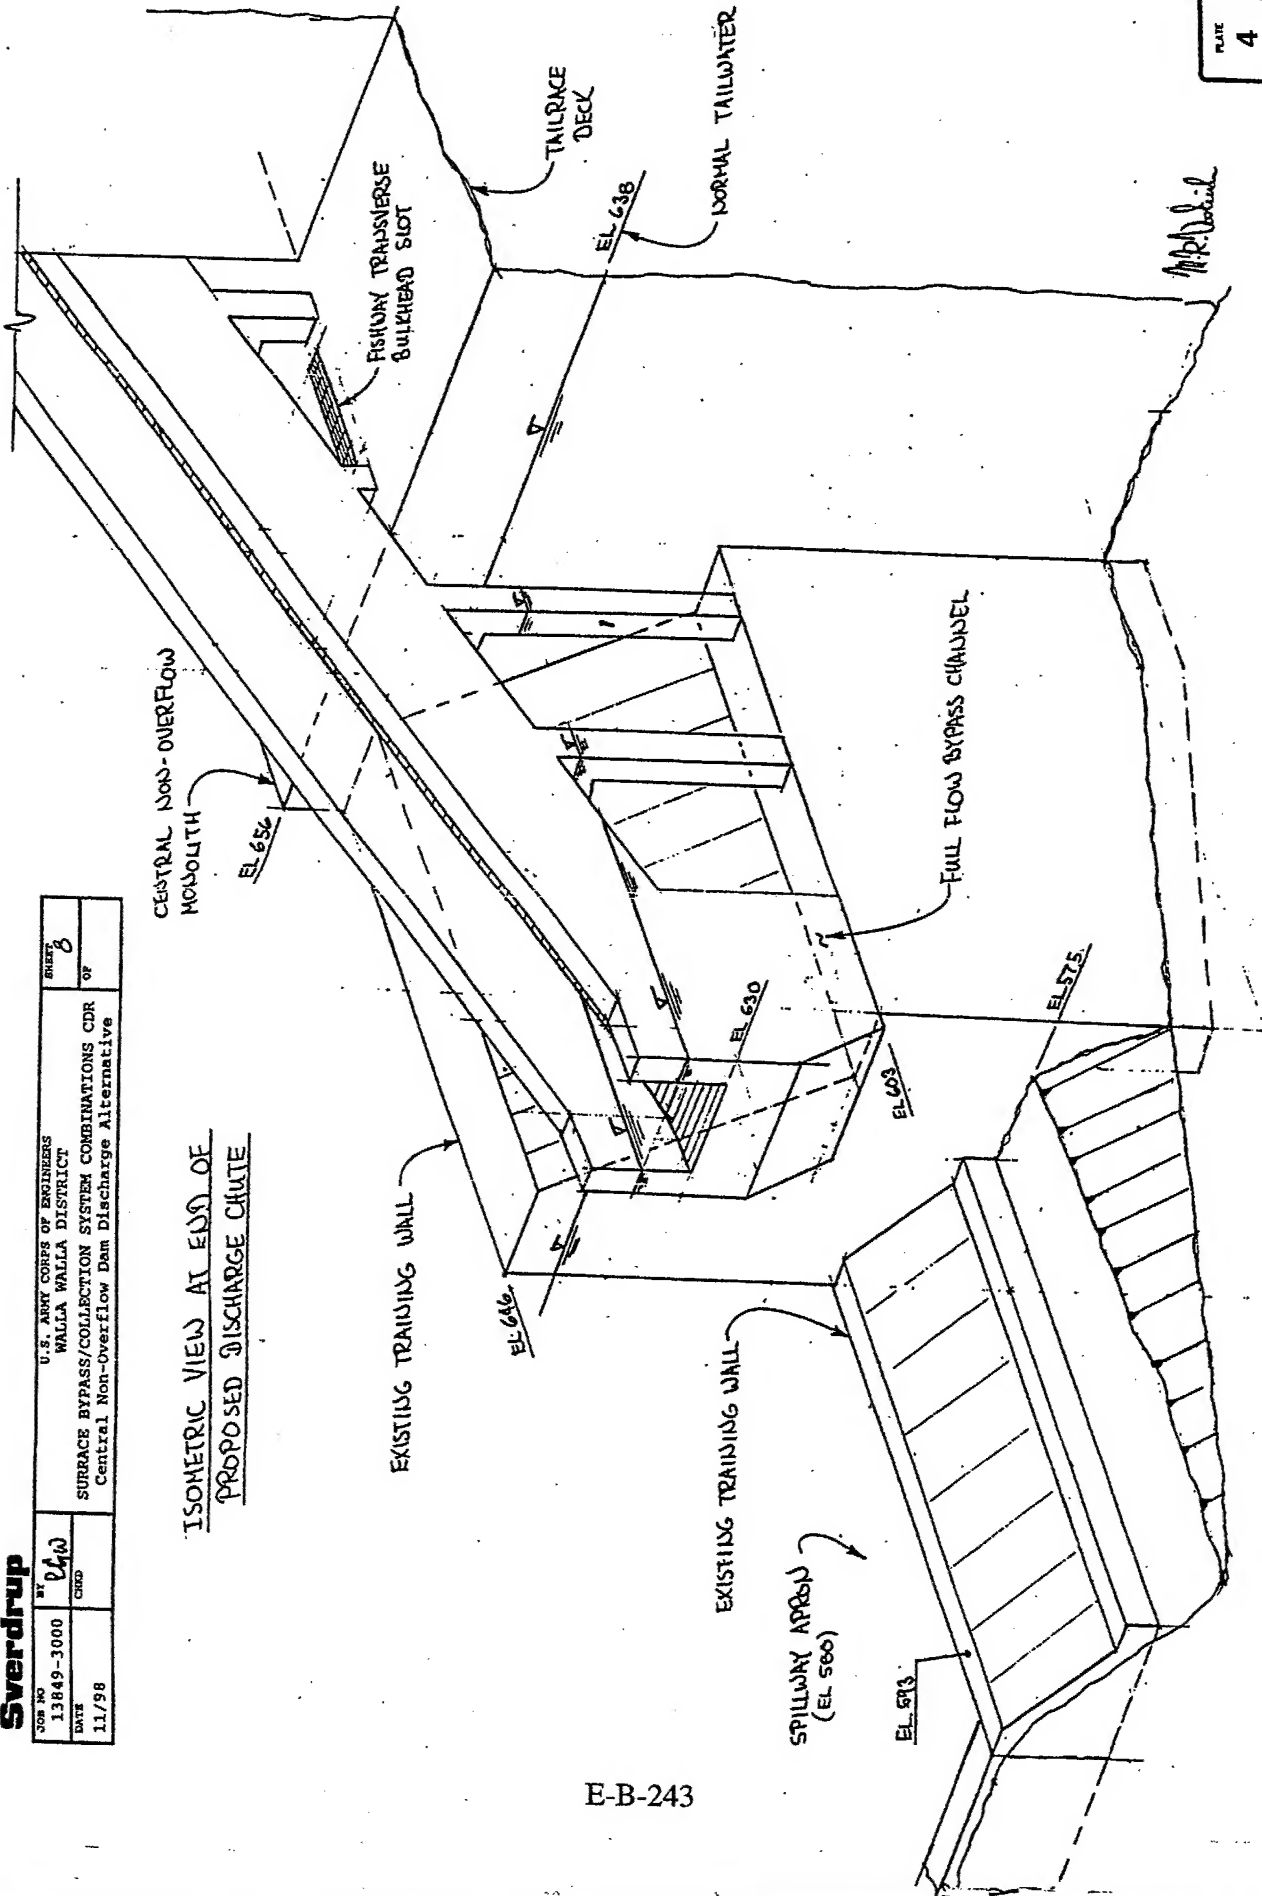 Sverdrup
JOB NO
13849-3000
BY
DATE
11/98
CHKD
U.S. ARMY CORPS OF ENGINEERS
WALLA WALLA DISTRICT
SURRACE BYPASS/COLLECTION SYSTEM COMBINATIONS CDR
Central Non-Overflow Dam Discharge Alternative
SHEET
8
OF
ISOMETRIC VIEW AT END OF
PROPOSED DISCHARGE CHUTE
CENTRAL NON-OVERFLOW
MONOLITH
EL 656
FISHWAY TRANSVERSE
BULKHEAD SLOT
TAILRACE
DECK
EL 638
NORMAL TAILWATER
EXISTING TRAINING WALL
EL 646
EL 630
EL 603
FULL FLOW BYPASS CHANNEL
EL 575
EXISTING TRAINING WALL
SPILLWAY APRON
(EL 580)
EL 593
PLATE
4
E-B-243